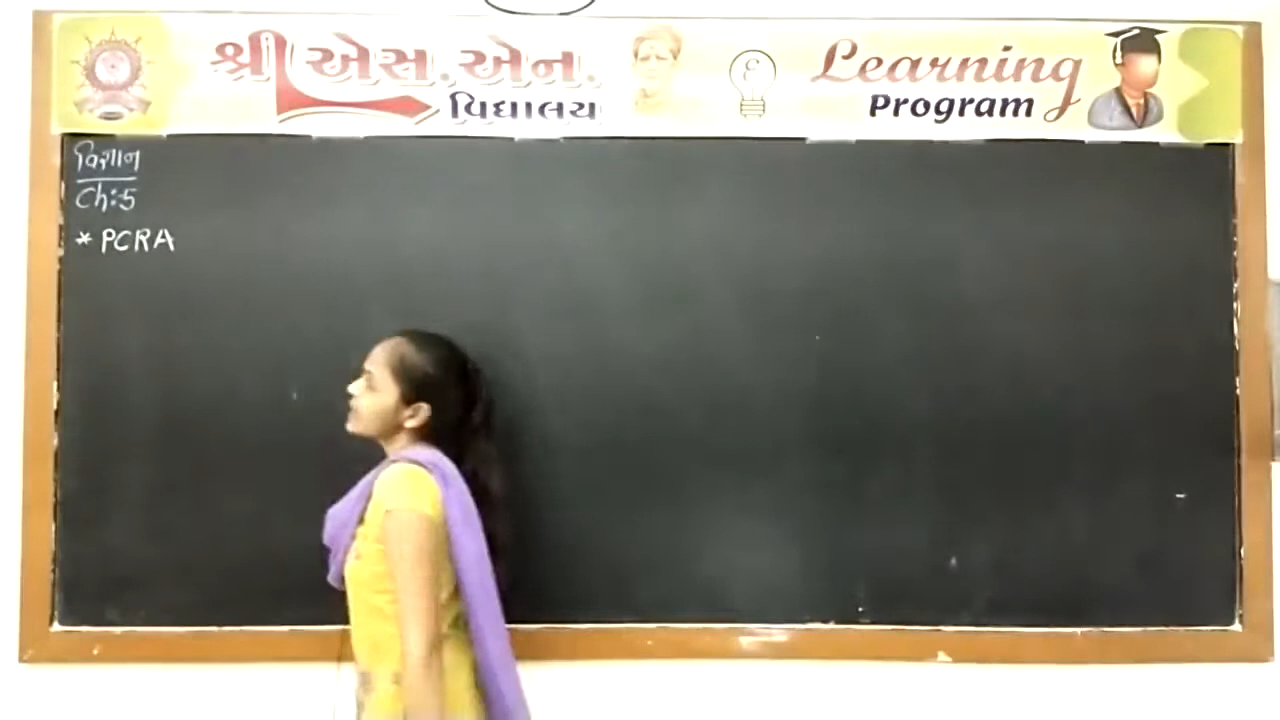 શ્રી એસ.એન.
વિદ્યાલય
Learning
Program
વિજ્ઞાન
Ch:-5
* PCRA